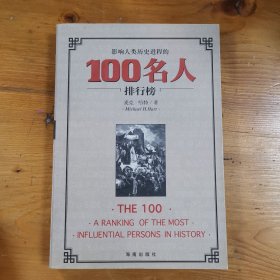 影响人类历史进程的
100名人
排行榜
麦克·哈特／著
Michael H.Hart
· THE 100 ·
· A RANKING OF THE MOST ·
INFLUENTIAL PERSONS IN HISTORY ·
海南出版社